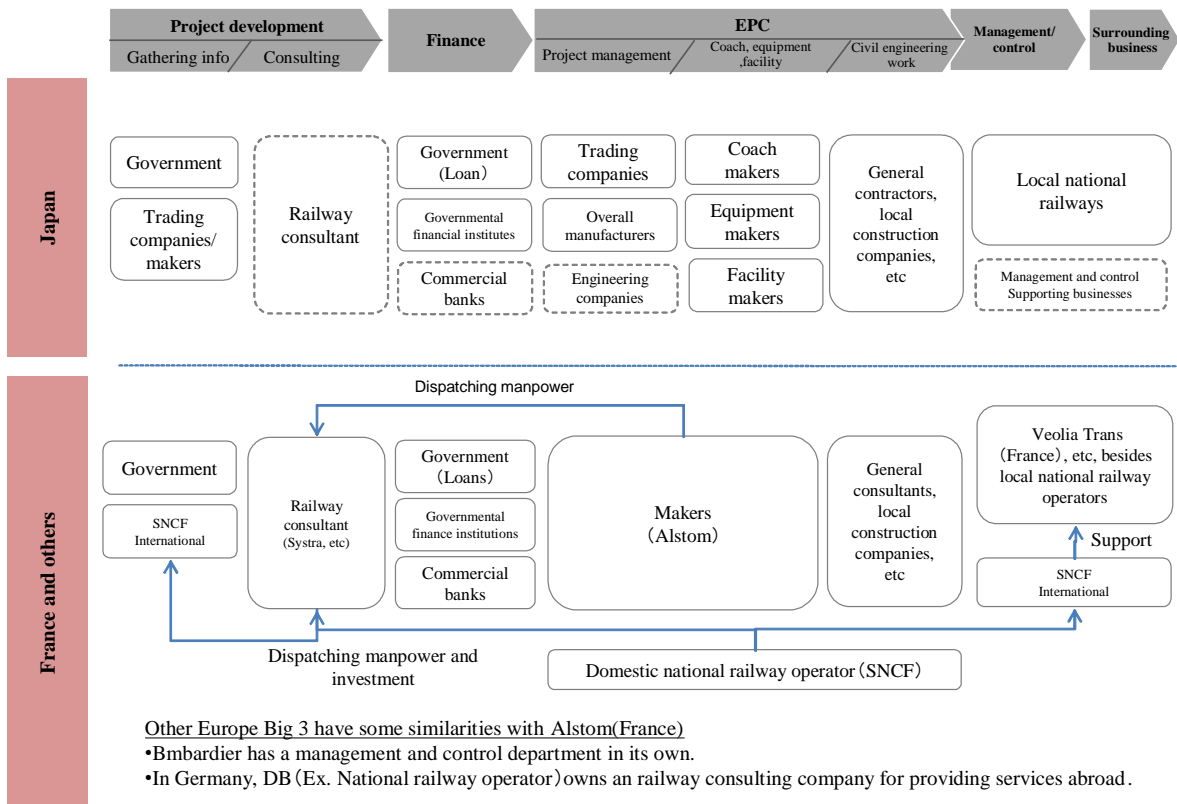 Project development
Gathering info
Consulting
Finance
EPC
Project management
Coach, equipment
,facility
Civil engineering
work
Management/
control
Surrounding
business
Japan
Government
Trading
companies/
makers
Railway
consultant
Government
(Loan）
Governmental
financial institutes
Commercial
banks
Trading
companies
Overall
manufacturers
Engineering
companies
Coach
makers
Equipment
makers
Facility
makers
General
contractors,
local
construction
companies,
etc
Local national
railways
Management and control
Supporting businesses
France and others
Dispatching manpower
Government
SNCF
International
Railway
consultant
(Systra, etc)
Government
（Loans）
Governmental
finance institutions
Commercial
banks
Makers
（Alstom）
General
consultants,
local
construction
companies,
etc
Veolia Trans
（France）, etc, besides
local national railway
operators
Support
SNCF
International
Dispatching manpower and
investment
Domestic national railway operator（SNCF）
Other Europe Big 3 have some similarities with Alstom(France)
•Bmbardier has a management and control department in its own.
•In Germany, DB（Ex. National railway operator）owns an railway consulting company for providing services abroad.